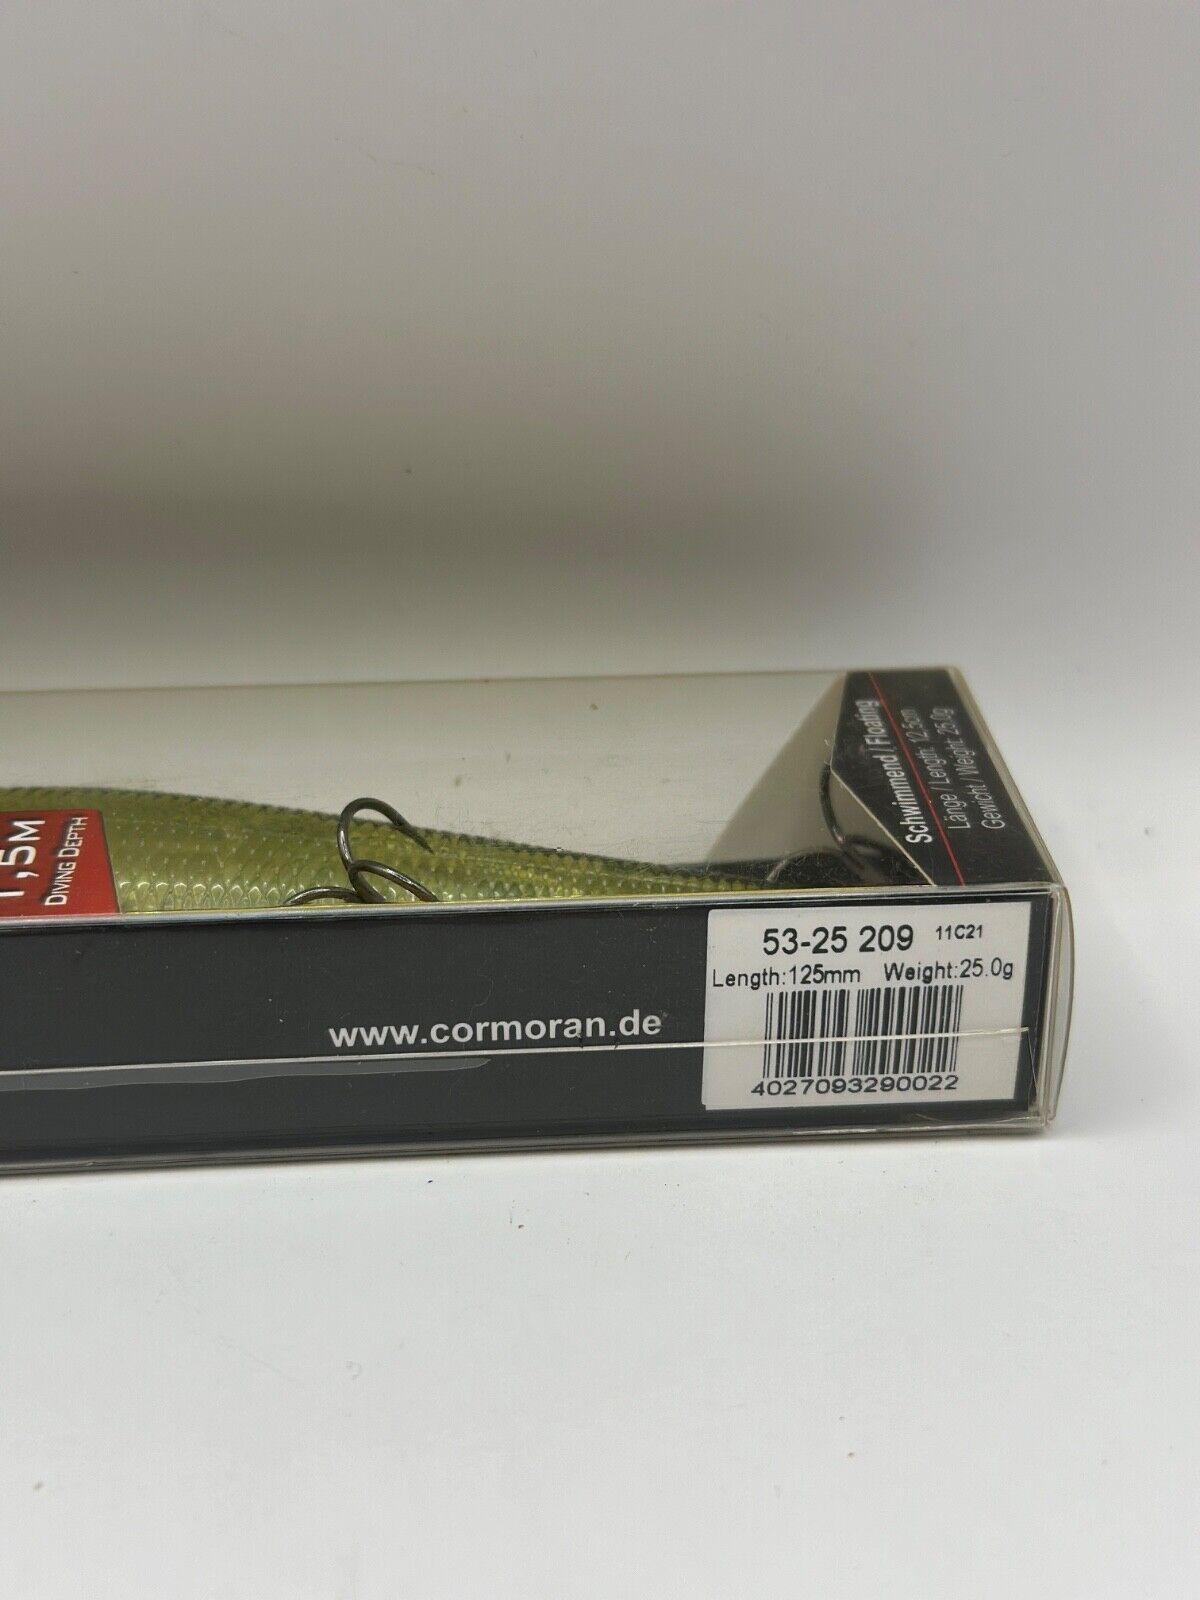 1,5M
DIVING DEPTH
Schwimmend / Floating
Länge / Length: 12.5cm
Gewicht / Weight: 25.0g
53-25 209 11C21
Length:125mm Weight:25.0g
www.cormoran.de
4027093290022